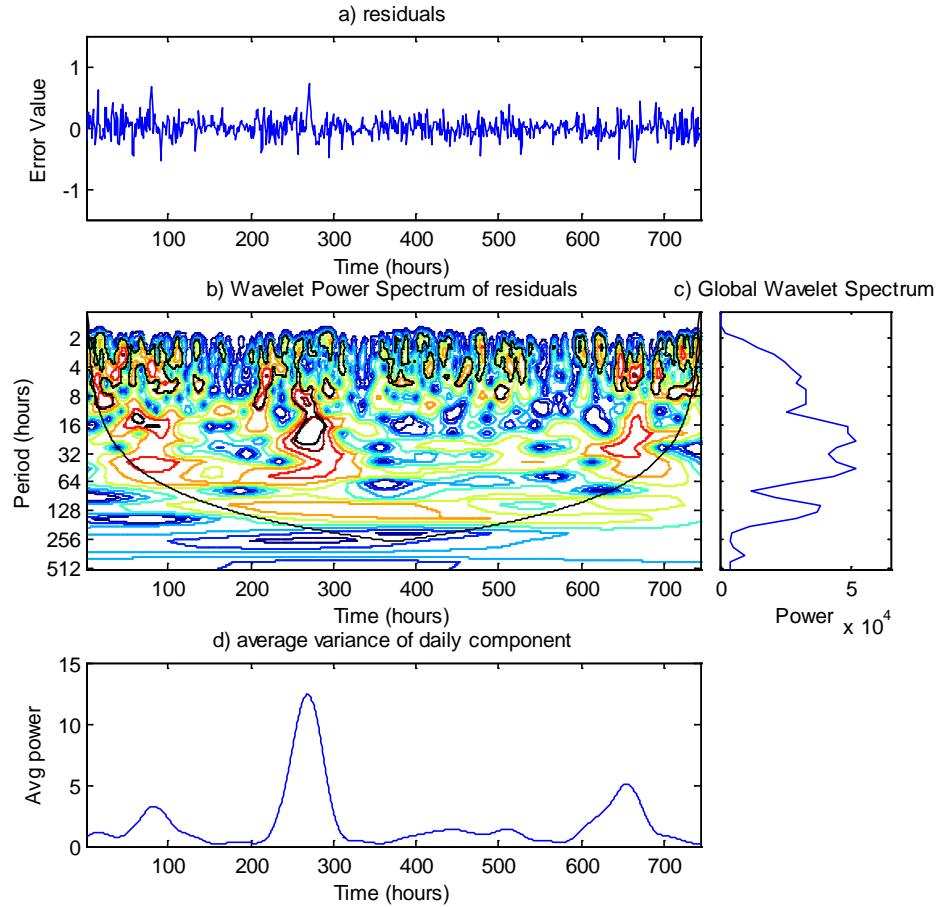 a) residuals
1
0
-1
Error Value
100 200 300 400 500 600 700
Time (hours)
b) Wavelet Power Spectrum of residuals
2
4
8
16
32
64
128
256
512
Period (hours)
100 200 300 400 500 600 700
Time (hours)
c) Global Wavelet Spectrum
0 5
Power x 10^4
d) average variance of daily component
15
10
5
0
Avg power
100 200 300 400 500 600 700
Time (hours)